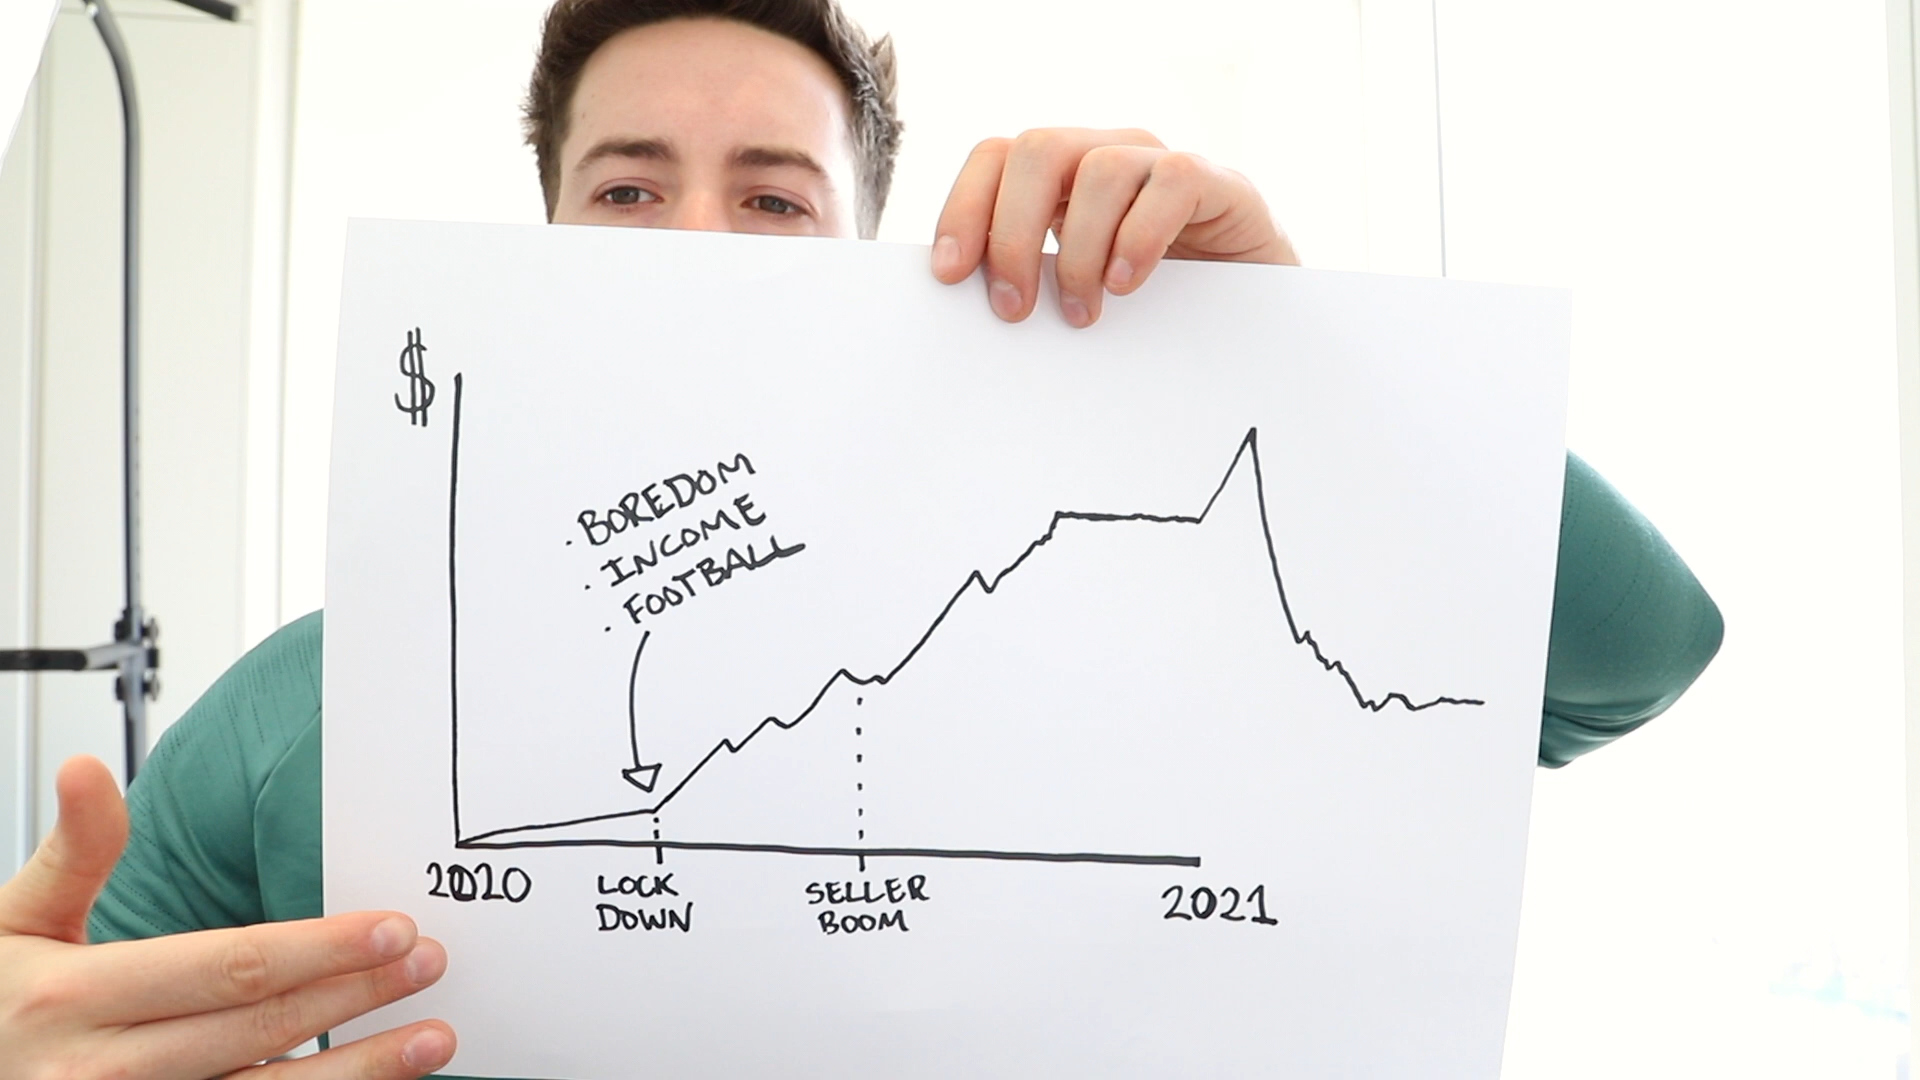 $
· BOREDOM
· INCOME
· FOOTBALL
2020
LOCK
DOWN
SELLER
BOOM
2021